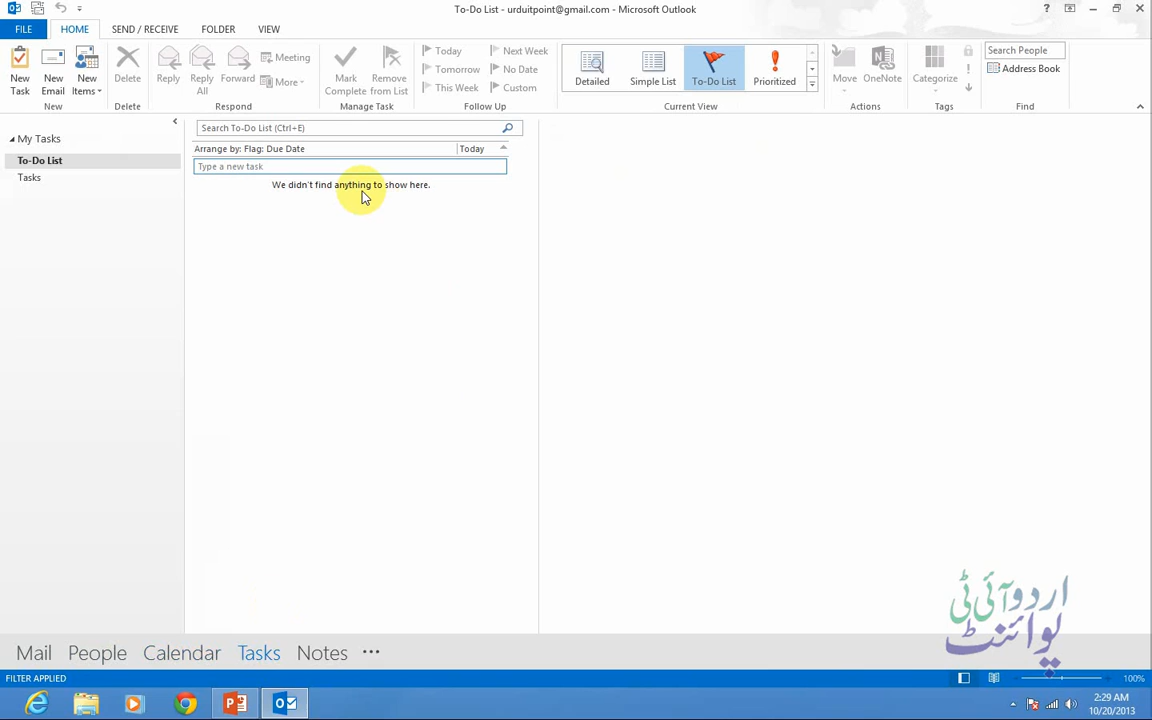 To-Do List - urduitpoint@gmail.com - Microsoft Outlook
FILE HOME SEND / RECEIVE FOLDER VIEW
New Task
New Email
New Items
New
Delete
Delete
Reply
Reply All
Forward
Meeting
More
Respond
Mark Complete
Remove from List
Manage Task
Today
Tomorrow
This Week
Next Week
No Date
Custom
Follow Up
Detailed
Simple List
To-Do List
Prioritized
Current View
Move
OneNote
Actions
Categorize
Tags
Search People
Address Book
Find
My Tasks
To-Do List
Tasks
Search To-Do List (Ctrl+E)
Arrange by: Flag: Due Date Today
Type a new task
We didn't find anything to show here.
اردو آئی ٹی
پوائنٹ
Mail People Calendar Tasks Notes •••
FILTER APPLIED
100%
2:29 AM
10/20/2013